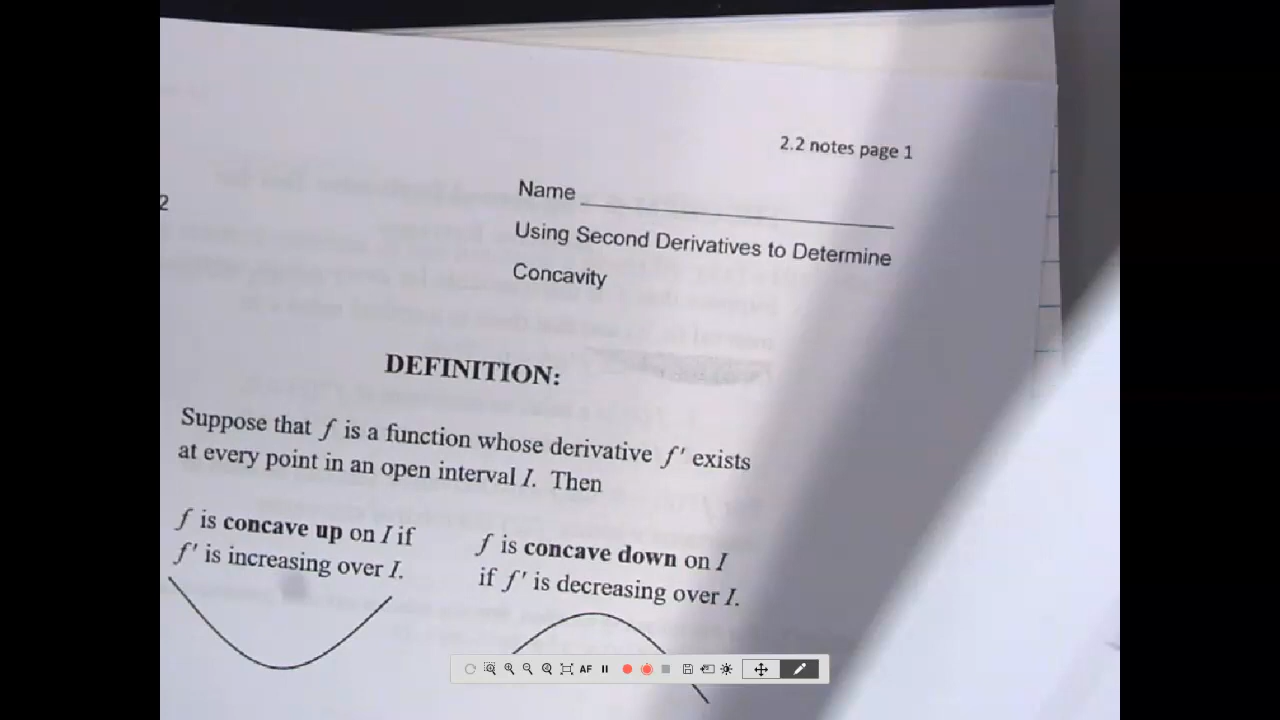 2.2 notes page 1
2
Name
Using Second Derivatives to Determine
Concavity
DEFINITION:
Suppose that f is a function whose derivative f′ exists
at every point in an open interval I. Then
f is concave up on I if
f′ is increasing over I.
f is concave down on I
if f′ is decreasing over I.
AF